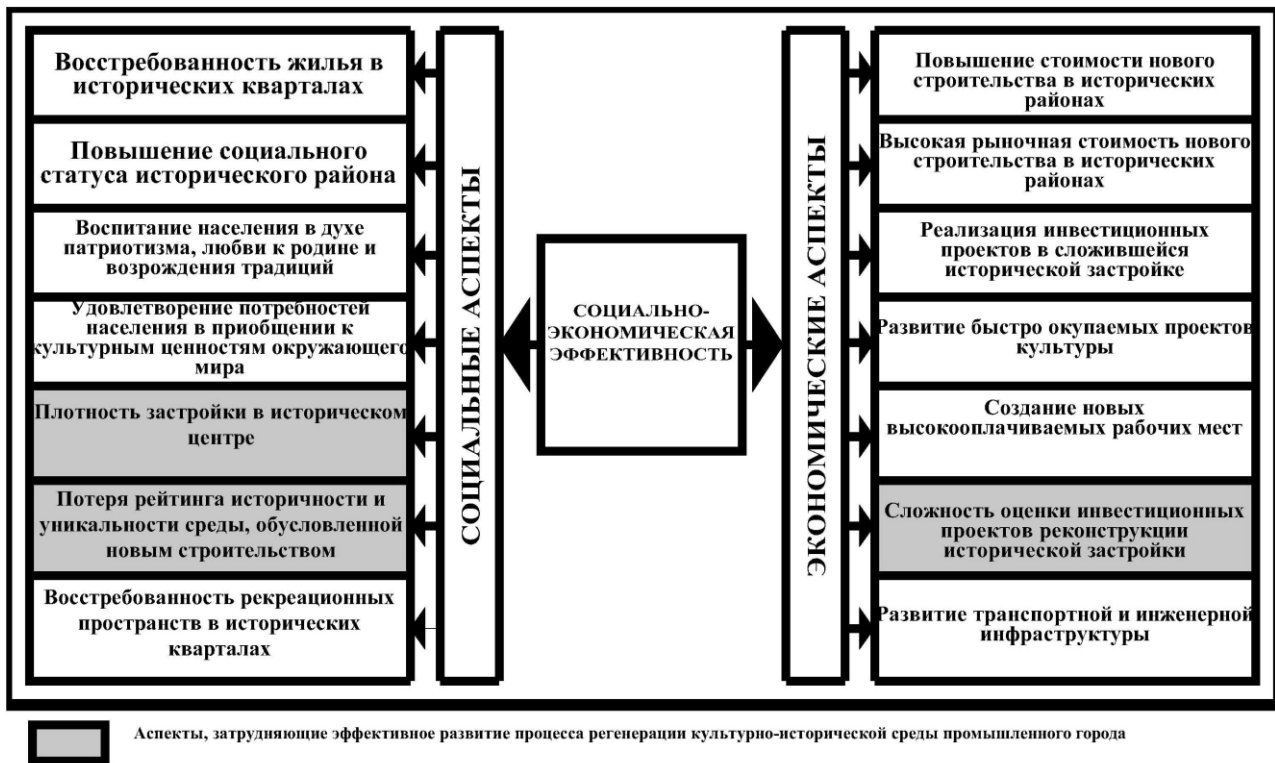 Восстребованность жилья в
исторических кварталах
Повышение социального
статуса исторического района
Воспитание населения в духе
патриотизма, любви к родине и
возрождения традиций
Удовлетворение потребностей
населения в приобщении к
культурным ценностям окружающего
мира
Плотность застройки в историческом
центре
Потеря рейтинга историчности и
уникальности среды, обусловленной
новым строительством
Восстребованность рекреационных
пространств в исторических
кварталах
СОЦИАЛЬНЫЕ АСПЕКТЫ
СОЦИАЛЬНО-
ЭКОНОМИЧЕСКАЯ
ЭФФЕКТИВНОСТЬ
ЭКОНОМИЧЕСКИЕ АСПЕКТЫ
Повышение стоимости нового
строительства в исторических
районах
Высокая рыночная стоимость нового
строительства в исторических
районах
Реализация инвестиционных
проектов в сложившейся
исторической застройке
Развитие быстро окупаемых проектов
культуры
Создание новых
высокооплачиваемых рабочих мест
Сложность оценки инвестиционных
проектов реконструкции
исторической застройки
Развитие транспортной и инженерной
инфраструктуры
Аспекты, затрудняющие эффективное развитие процесса регенерации культурно-исторической среды промышленного города